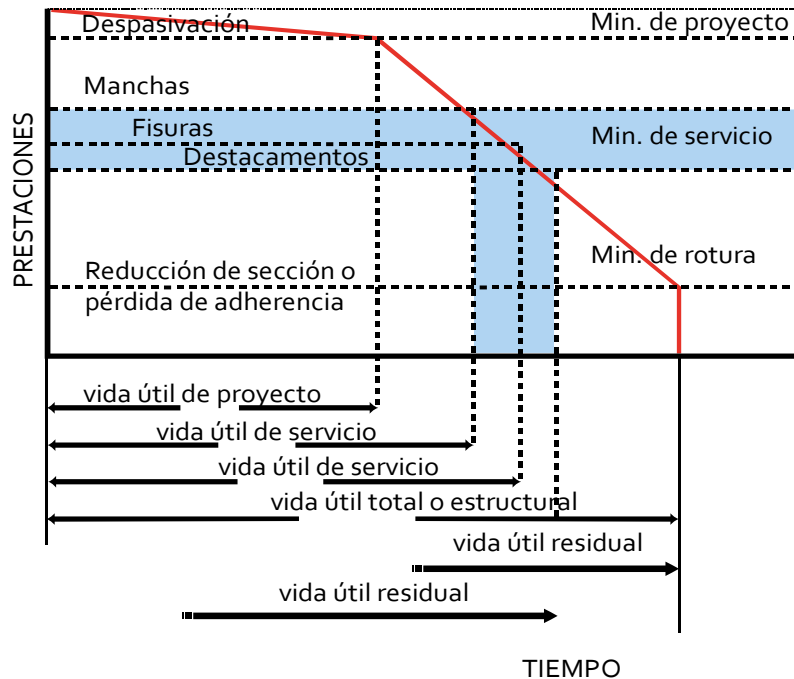 Despasivación
Min. de proyecto
Manchas
Fisuras
Min. de servicio
Destacamentos
Min. de rotura
Reducción de sección o
pérdida de adherencia
PRESTACIONES
vida útil de proyecto
vida útil de servicio
vida útil de servicio
vida útil total o estructural
vida útil residual
vida útil residual
TIEMPO